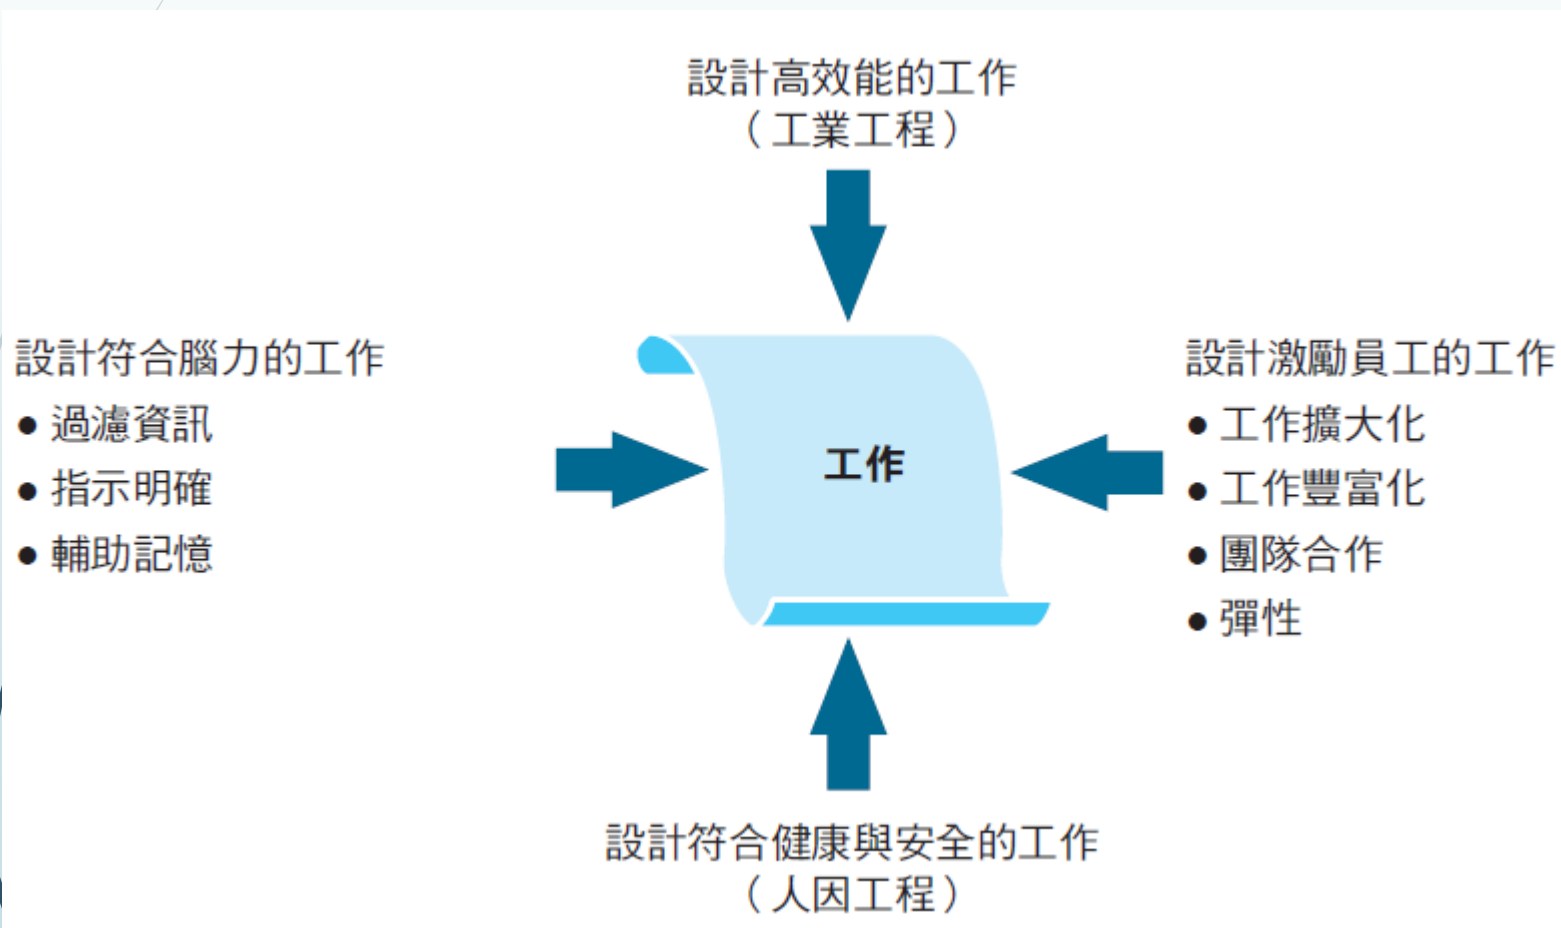 設計高效能的工作
（工業工程）
設計符合腦力的工作
● 過濾資訊
● 指示明確
● 輔助記憶
工作
設計激勵員工的工作
● 工作擴大化
● 工作豐富化
● 團隊合作
● 彈性
設計符合健康與安全的工作
（人因工程）